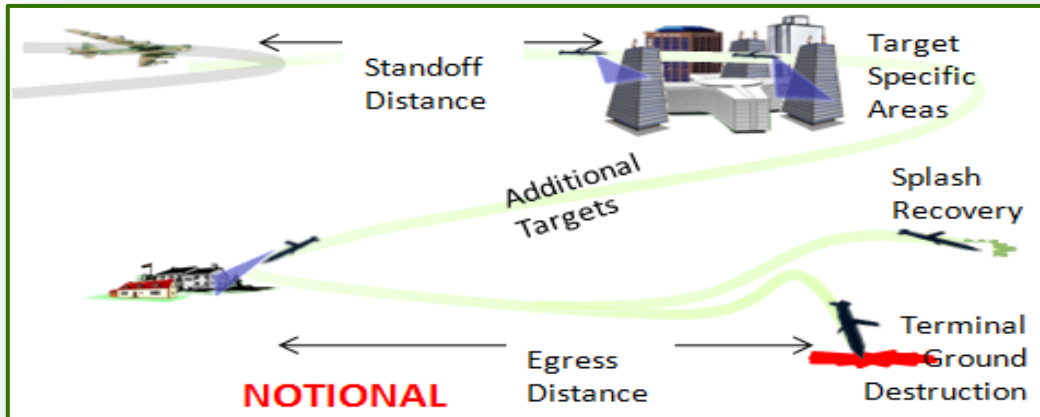 Standoff
Distance
Target
Specific
Areas
Additional
Targets
Splash
Recovery
Egress
Distance
Terminal
Ground
Destruction
NOTIONAL